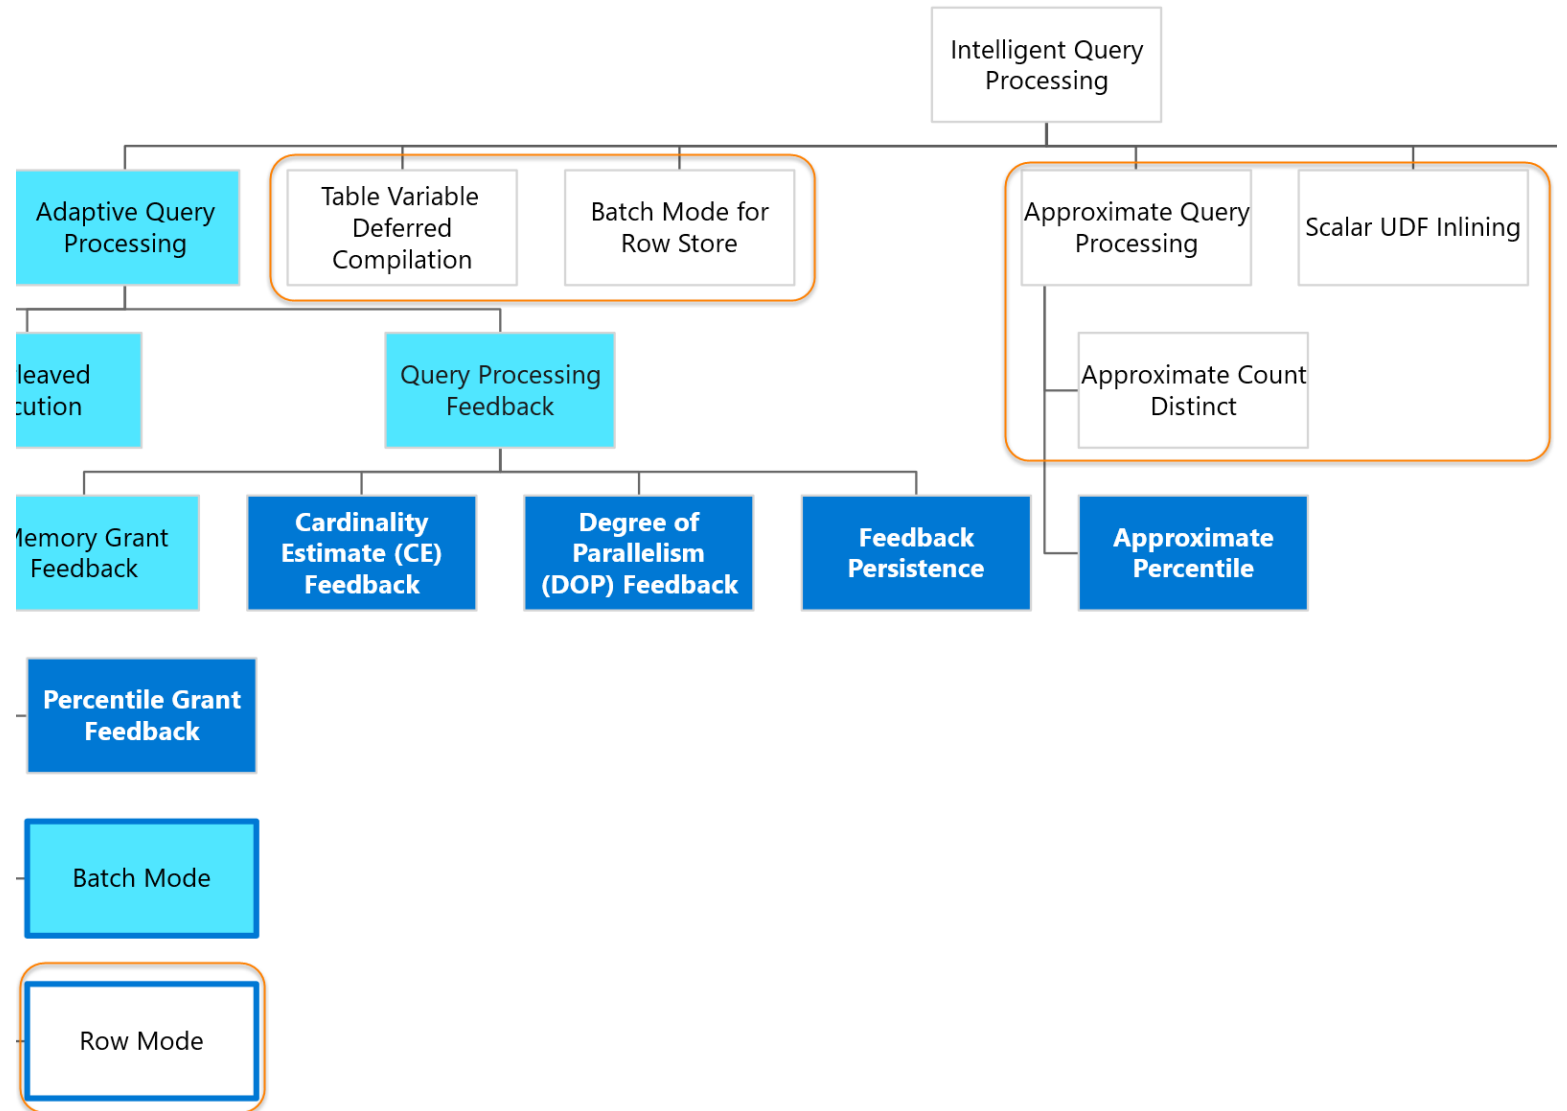 Intelligent Query
Processing
Adaptive Query
Processing
Table Variable
Deferred
Compilation
Batch Mode for
Row Store
Approximate Query
Processing
Scalar UDF Inlining
Query Processing
Feedback
Approximate Count
Distinct
Grant
Feedback
Cardinality
Estimate (CE)
Feedback
Degree of
Parallelism
(DOP) Feedback
Feedback
Persistence
Approximate
Percentile
Percentile Grant
Feedback
Batch Mode
Row Mode